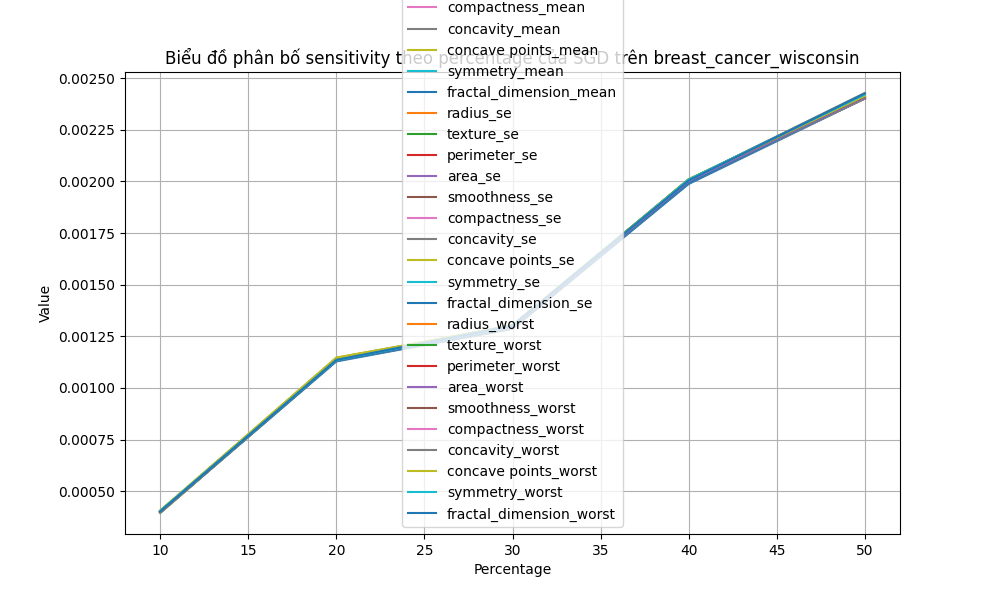 compactness_mean
concavity_mean
concave points_mean
Biểu đồ phân bố sensitivity theo percentage của SGD trên breast_cancer_wisconsin
symmetry_mean
fractal_dimension_mean
radius_se
texture_se
perimeter_se
area_se
smoothness_se
compactness_se
concavity_se
concave points_se
symmetry_se
fractal_dimension_se
radius_worst
texture_worst
perimeter_worst
area_worst
smoothness_worst
compactness_worst
concavity_worst
concave points_worst
symmetry_worst
fractal_dimension_worst
0.00250
0.00225
0.00200
0.00175
0.00150
0.00125
0.00100
0.00075
0.00050
Value
10 15 20 25 30 35 40 45 50
Percentage